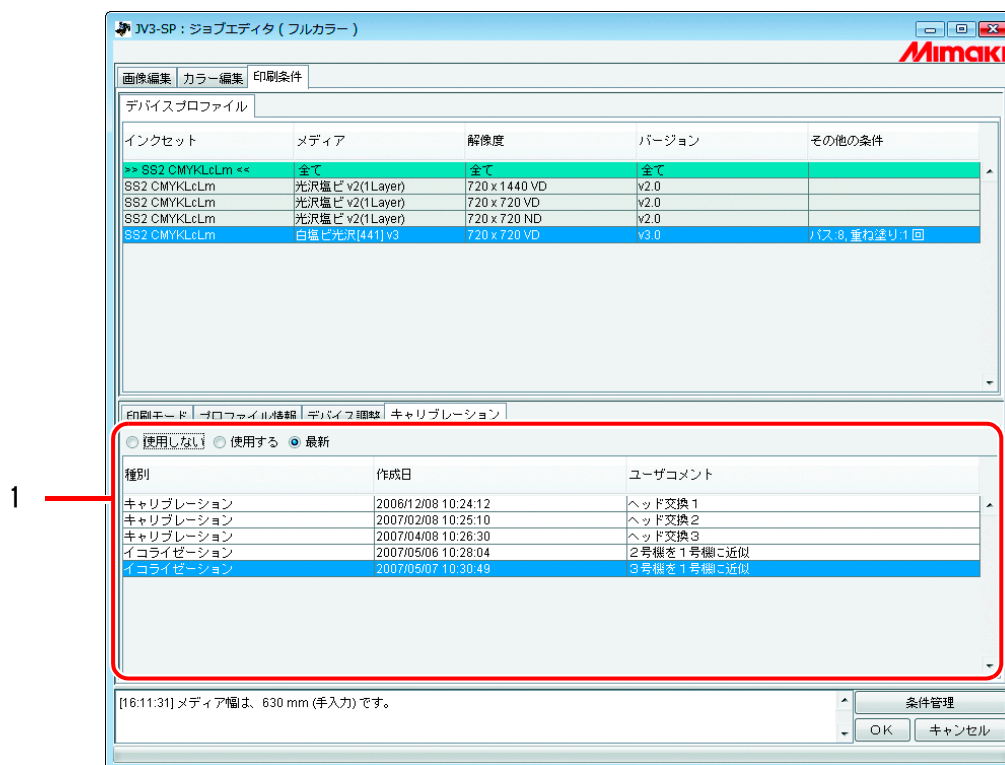 JV3-SP : ジョブエディタ ( フルカラー )
Mimaki
画像編集 カラー編集 印刷条件
デバイスプロファイル
インクセット メディア 解像度 バージョン その他の条件
>> SS2 CMYKLcLm << 全て 全て 全て
SS2 CMYKLcLm 光沢塩ビ v2(1Layer) 720 x 1440 VD v2.0
SS2 CMYKLcLm 光沢塩ビ v2(1Layer) 720 x 720 VD v2.0
SS2 CMYKLcLm 光沢塩ビ v2(1Layer) 720 x 720 ND v2.0
SS2 CMYKLcLm 白塩ビ光沢[441] v3 720 x 720 VD v3.0 パス:8, 重ね塗り:1 回
印刷モード プロファイル情報 デバイス調整 キャリブレーション
使用しない 使用する 最新
種別 作成日 ユーザコメント
キャリブレーション 2006/12/08 10:24:12 ヘッド交換1
キャリブレーション 2007/02/08 10:25:10 ヘッド交換2
キャリブレーション 2007/04/08 10:26:30 ヘッド交換3
イコライゼーション 2007/05/06 10:28:04 2号機を1号機に近似
イコライゼーション 2007/05/07 10:30:49 3号機を1号機に近似
1
[16:11:31] メディア幅は、630 mm (手入力) です。
条件管理
OK キャンセル